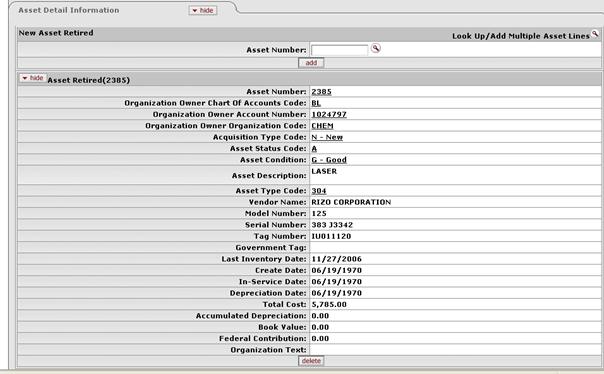 Asset Detail Information
hide
New Asset Retired
Look Up/Add Multiple Asset Lines
Asset Number:
add
hide Asset Retired(2385)
Asset Number: 2385
Organization Owner Chart Of Accounts Code: BL
Organization Owner Account Number: 1024797
Organization Owner Organization Code: CHEM
Acquisition Type Code: N - New
Asset Status Code: A
Asset Condition: G - Good
Asset Description: LASER
Asset Type Code: 304
Vendor Name: RIZO CORPORATION
Model Number: 125
Serial Number: 383 J3342
Tag Number: IU011120
Government Tag:
Last Inventory Date: 11/27/2006
Create Date: 06/19/1970
In-Service Date: 06/19/1970
Depreciation Date: 06/19/1970
Total Cost: 5,785.00
Accumulated Depreciation: 0.00
Book Value: 0.00
Federal Contribution: 0.00
Organization Text:
delete